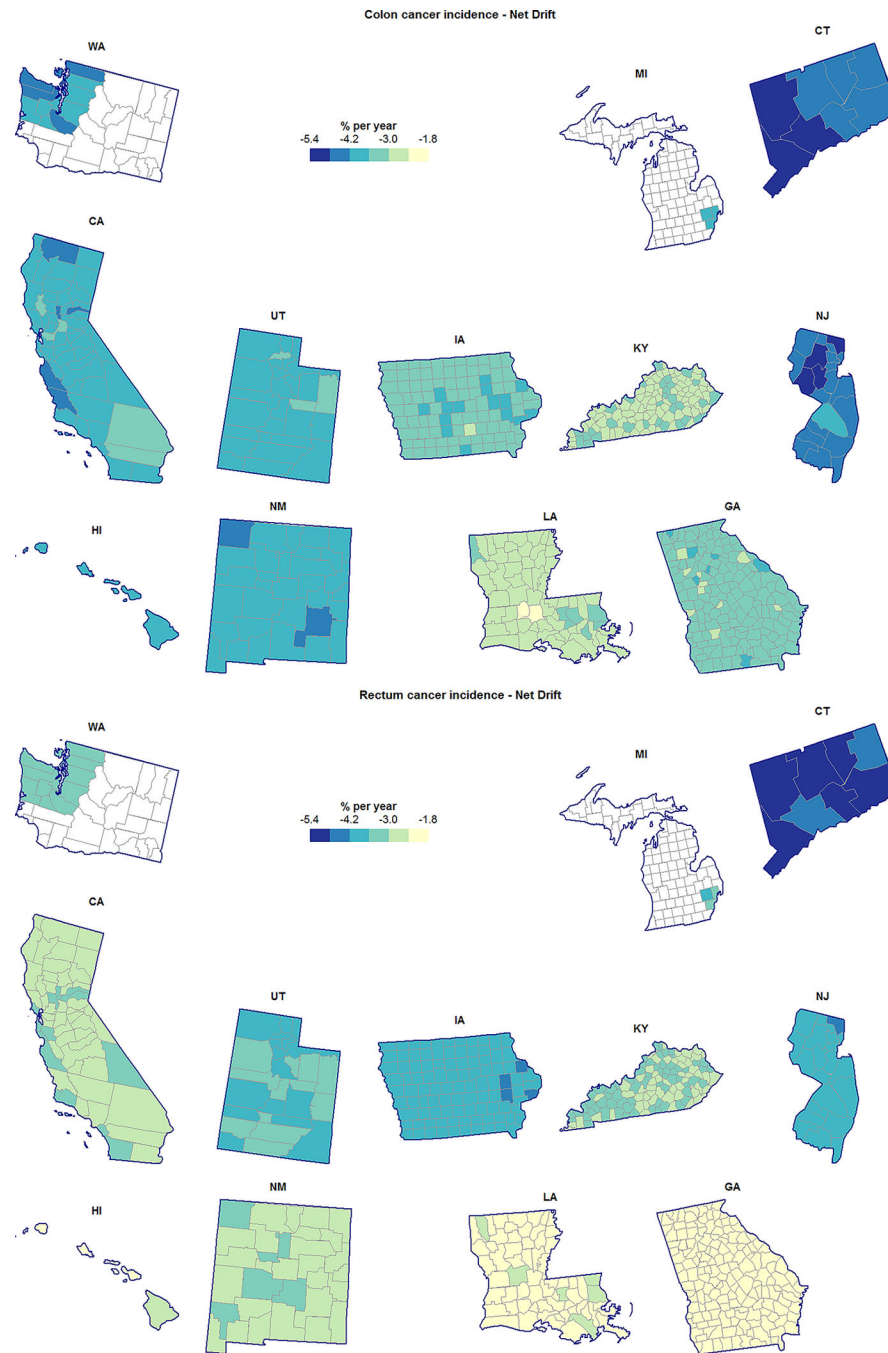 Colon cancer incidence - Net Drift
WA
MI
CT
% per year
-5.4 -4.2 -3.0 -1.8
CA
UT
IA
KY
NJ
HI
NM
LA
GA
Rectum cancer incidence - Net Drift
WA
MI
CT
% per year
-5.4 -4.2 -3.0 -1.8
CA
UT
IA
KY
NJ
HI
NM
LA
GA